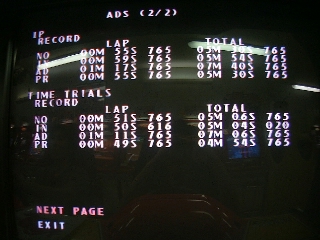 ADS (2/2)
1P
RECORD
LAP TOTAL
NO 00M 55S 765 05M 30S 765
IN 00M 59S 765 05M 54S 765
AD 01M 17S 765 07M 40S 765
PR 00M 55S 765 05M 30S 765
TIME TRIALS
RECORD
LAP TOTAL
NO 00M 51S 765 05M 06S 765
IN 00M 50S 616 05M 04S 020
AD 01M 11S 765 07M 06S 765
PR 00M 49S 765 04M 54S 765
NEXT PAGE
EXIT